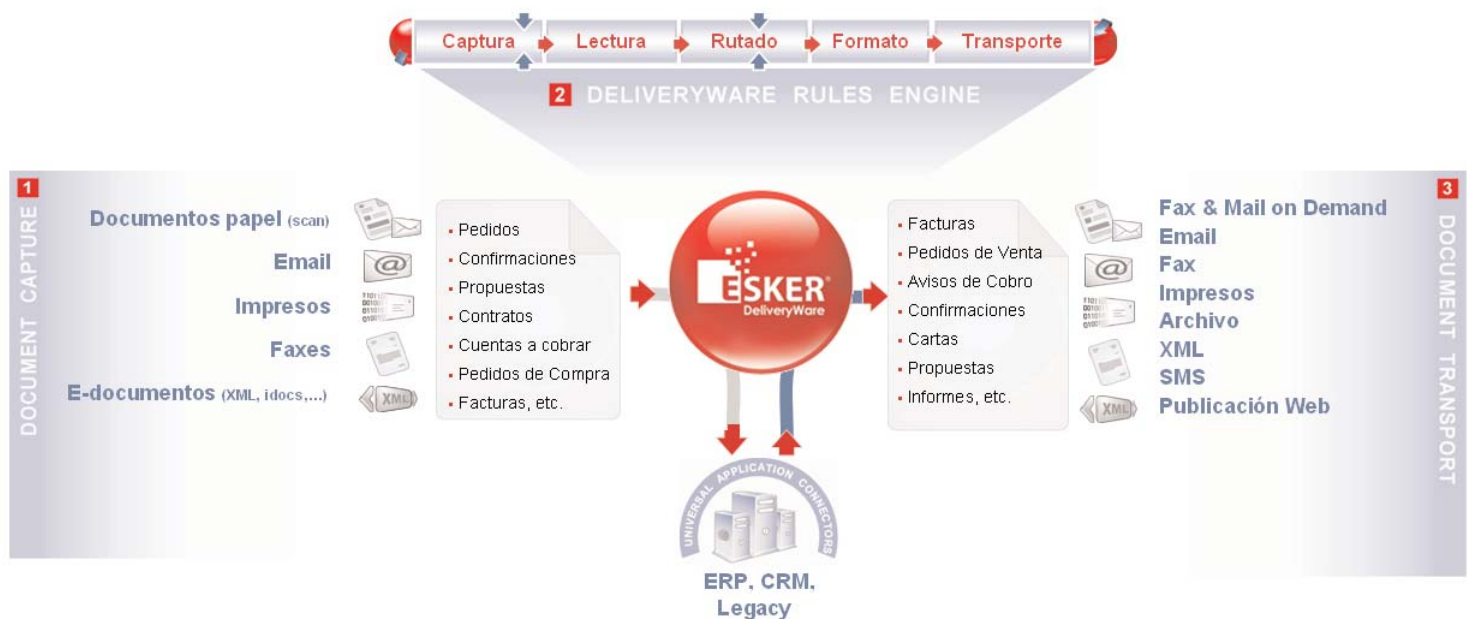 Captura
Lectura
Rutado
Formato
Transporte
2 DELIVERYWARE RULES ENGINE
1
DOCUMENT CAPTURE
Documentos papel (scan)
Email
Impresos
Faxes
E-documentos (XML, idocs,...)
@
XML
▪ Pedidos
▪ Confirmaciones
▪ Propuestas
▪ Contratos
▪ Cuentas a cobrar
▪ Pedidos de Compra
▪ Facturas, etc.
ESKER®
DeliveryWare
▪ Facturas
▪ Pedidos de Venta
▪ Avisos de Cobro
▪ Confirmaciones
▪ Cartas
▪ Propuestas
▪ Informes, etc.
@
XML
Fax & Mail on Demand
Email
Fax
Impresos
Archivo
XML
SMS
Publicación Web
3
DOCUMENT TRANSPORT
UNIVERSAL APPLICATION CONNECTORS
ERP, CRM,
Legacy